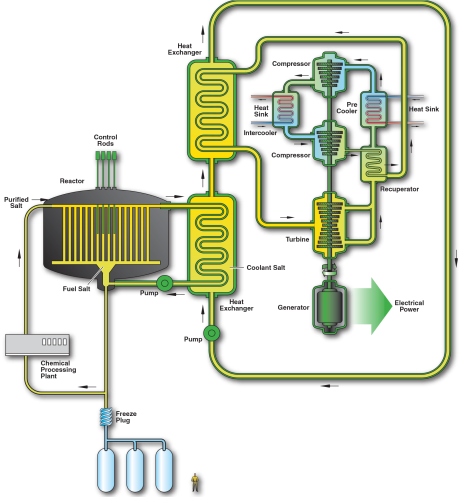 Heat
Exchanger
Compressor
Heat
Sink
Pre
Cooler
Heat Sink
Intercooler
Control
Rods
Compressor
Reactor
Recuperator
Purified
Salt
Turbine
Coolant Salt
Fuel Salt
Pump
Heat
Exchanger
Generator
Electrical
Power
Pump
Chemical
Processing
Plant
Freeze
Plug